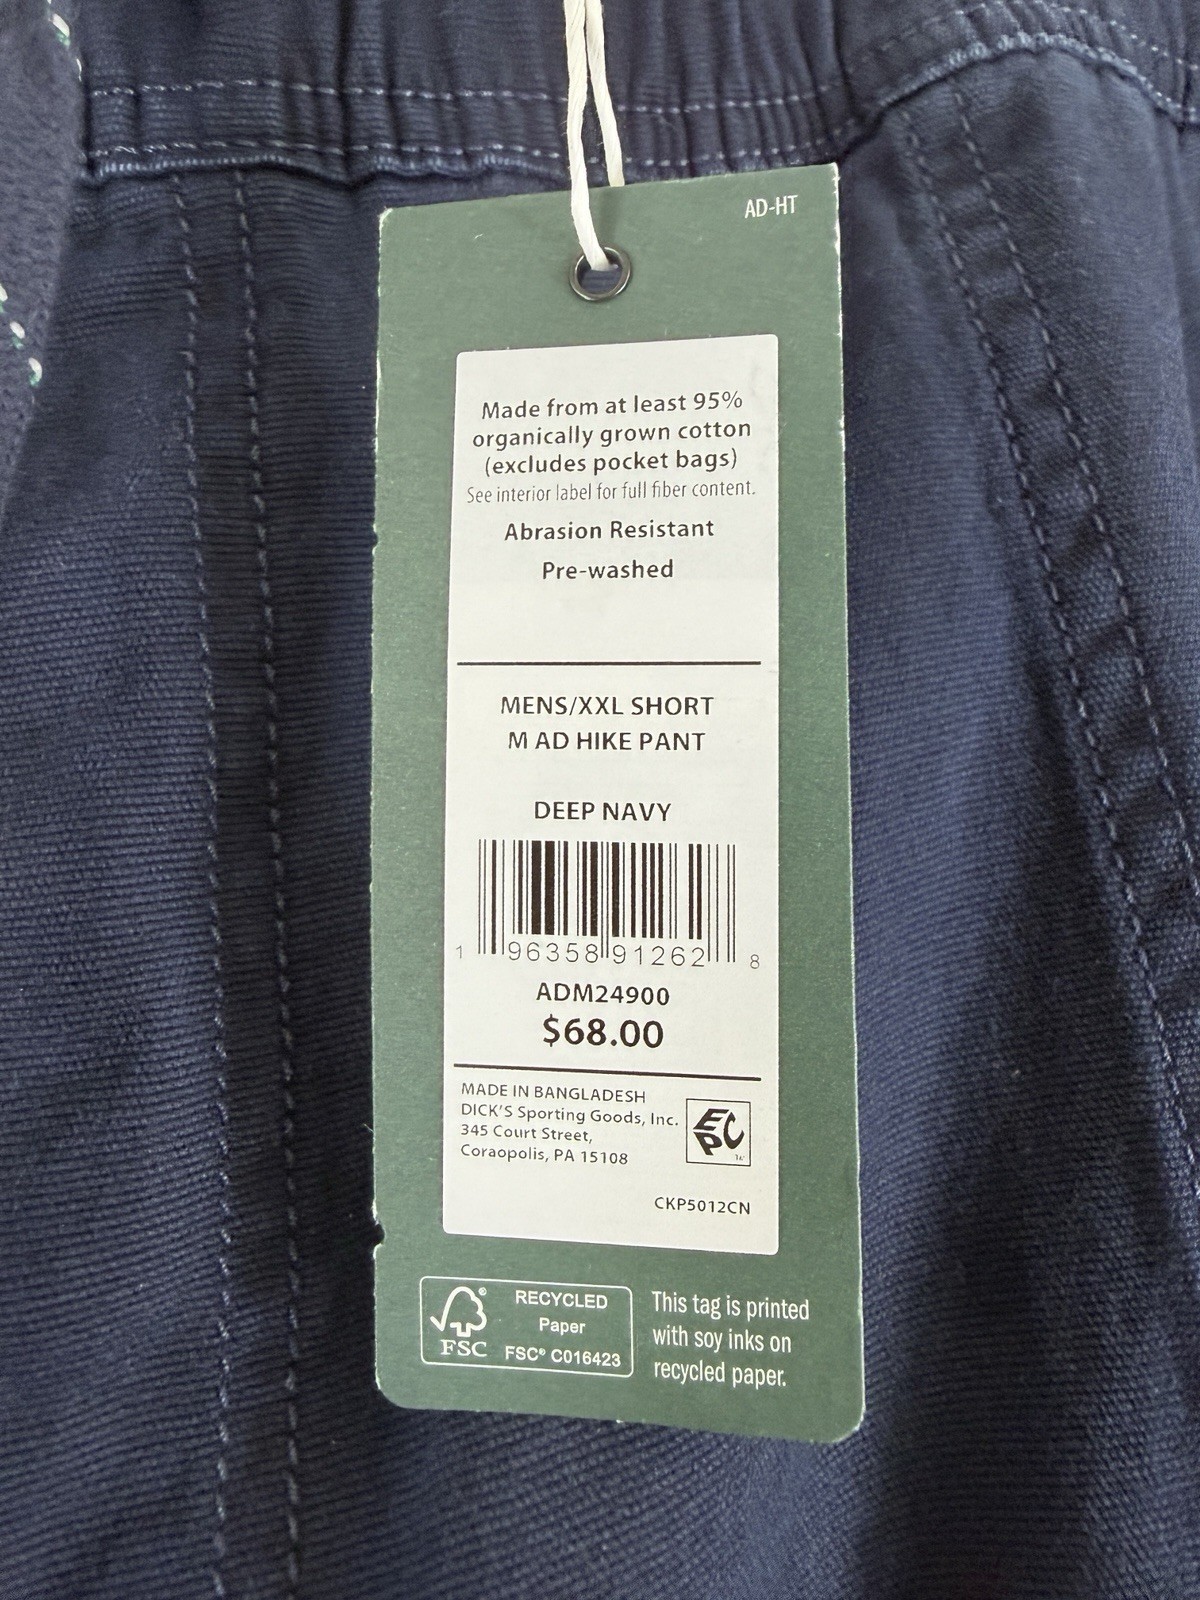 AD-HT
Made from at least 95%
organically grown cotton
(excludes pocket bags)
See interior label for full fiber content.
Abrasion Resistant
Pre-washed
MENS/XXL SHORT
M AD HIKE PANT
DEEP NAVY
1 96358 91262 8
ADM24900
$68.00
MADE IN BANGLADESH
DICK'S Sporting Goods, Inc.
345 Court Street,
Coraopolis, PA 15108
EPC
CKP5012CN
FSC®
RECYCLED
Paper
FSC® C016423
This tag is printed
with soy inks on
recycled paper.